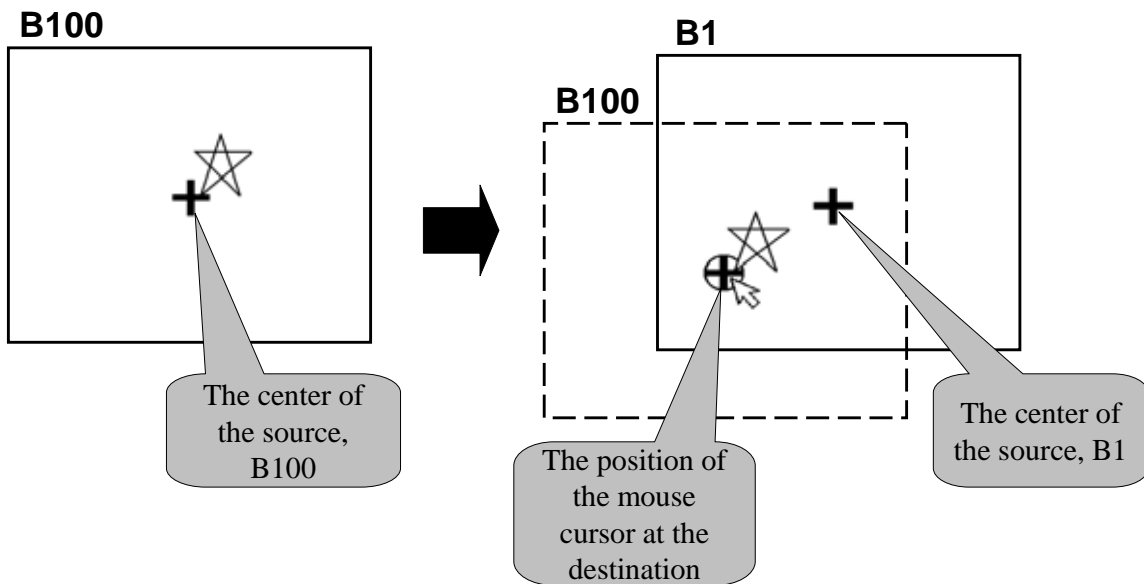 B100
The center of
the source,
B100
B1
B100
The position of
the mouse
cursor at the
destination
The center of
the source, B1